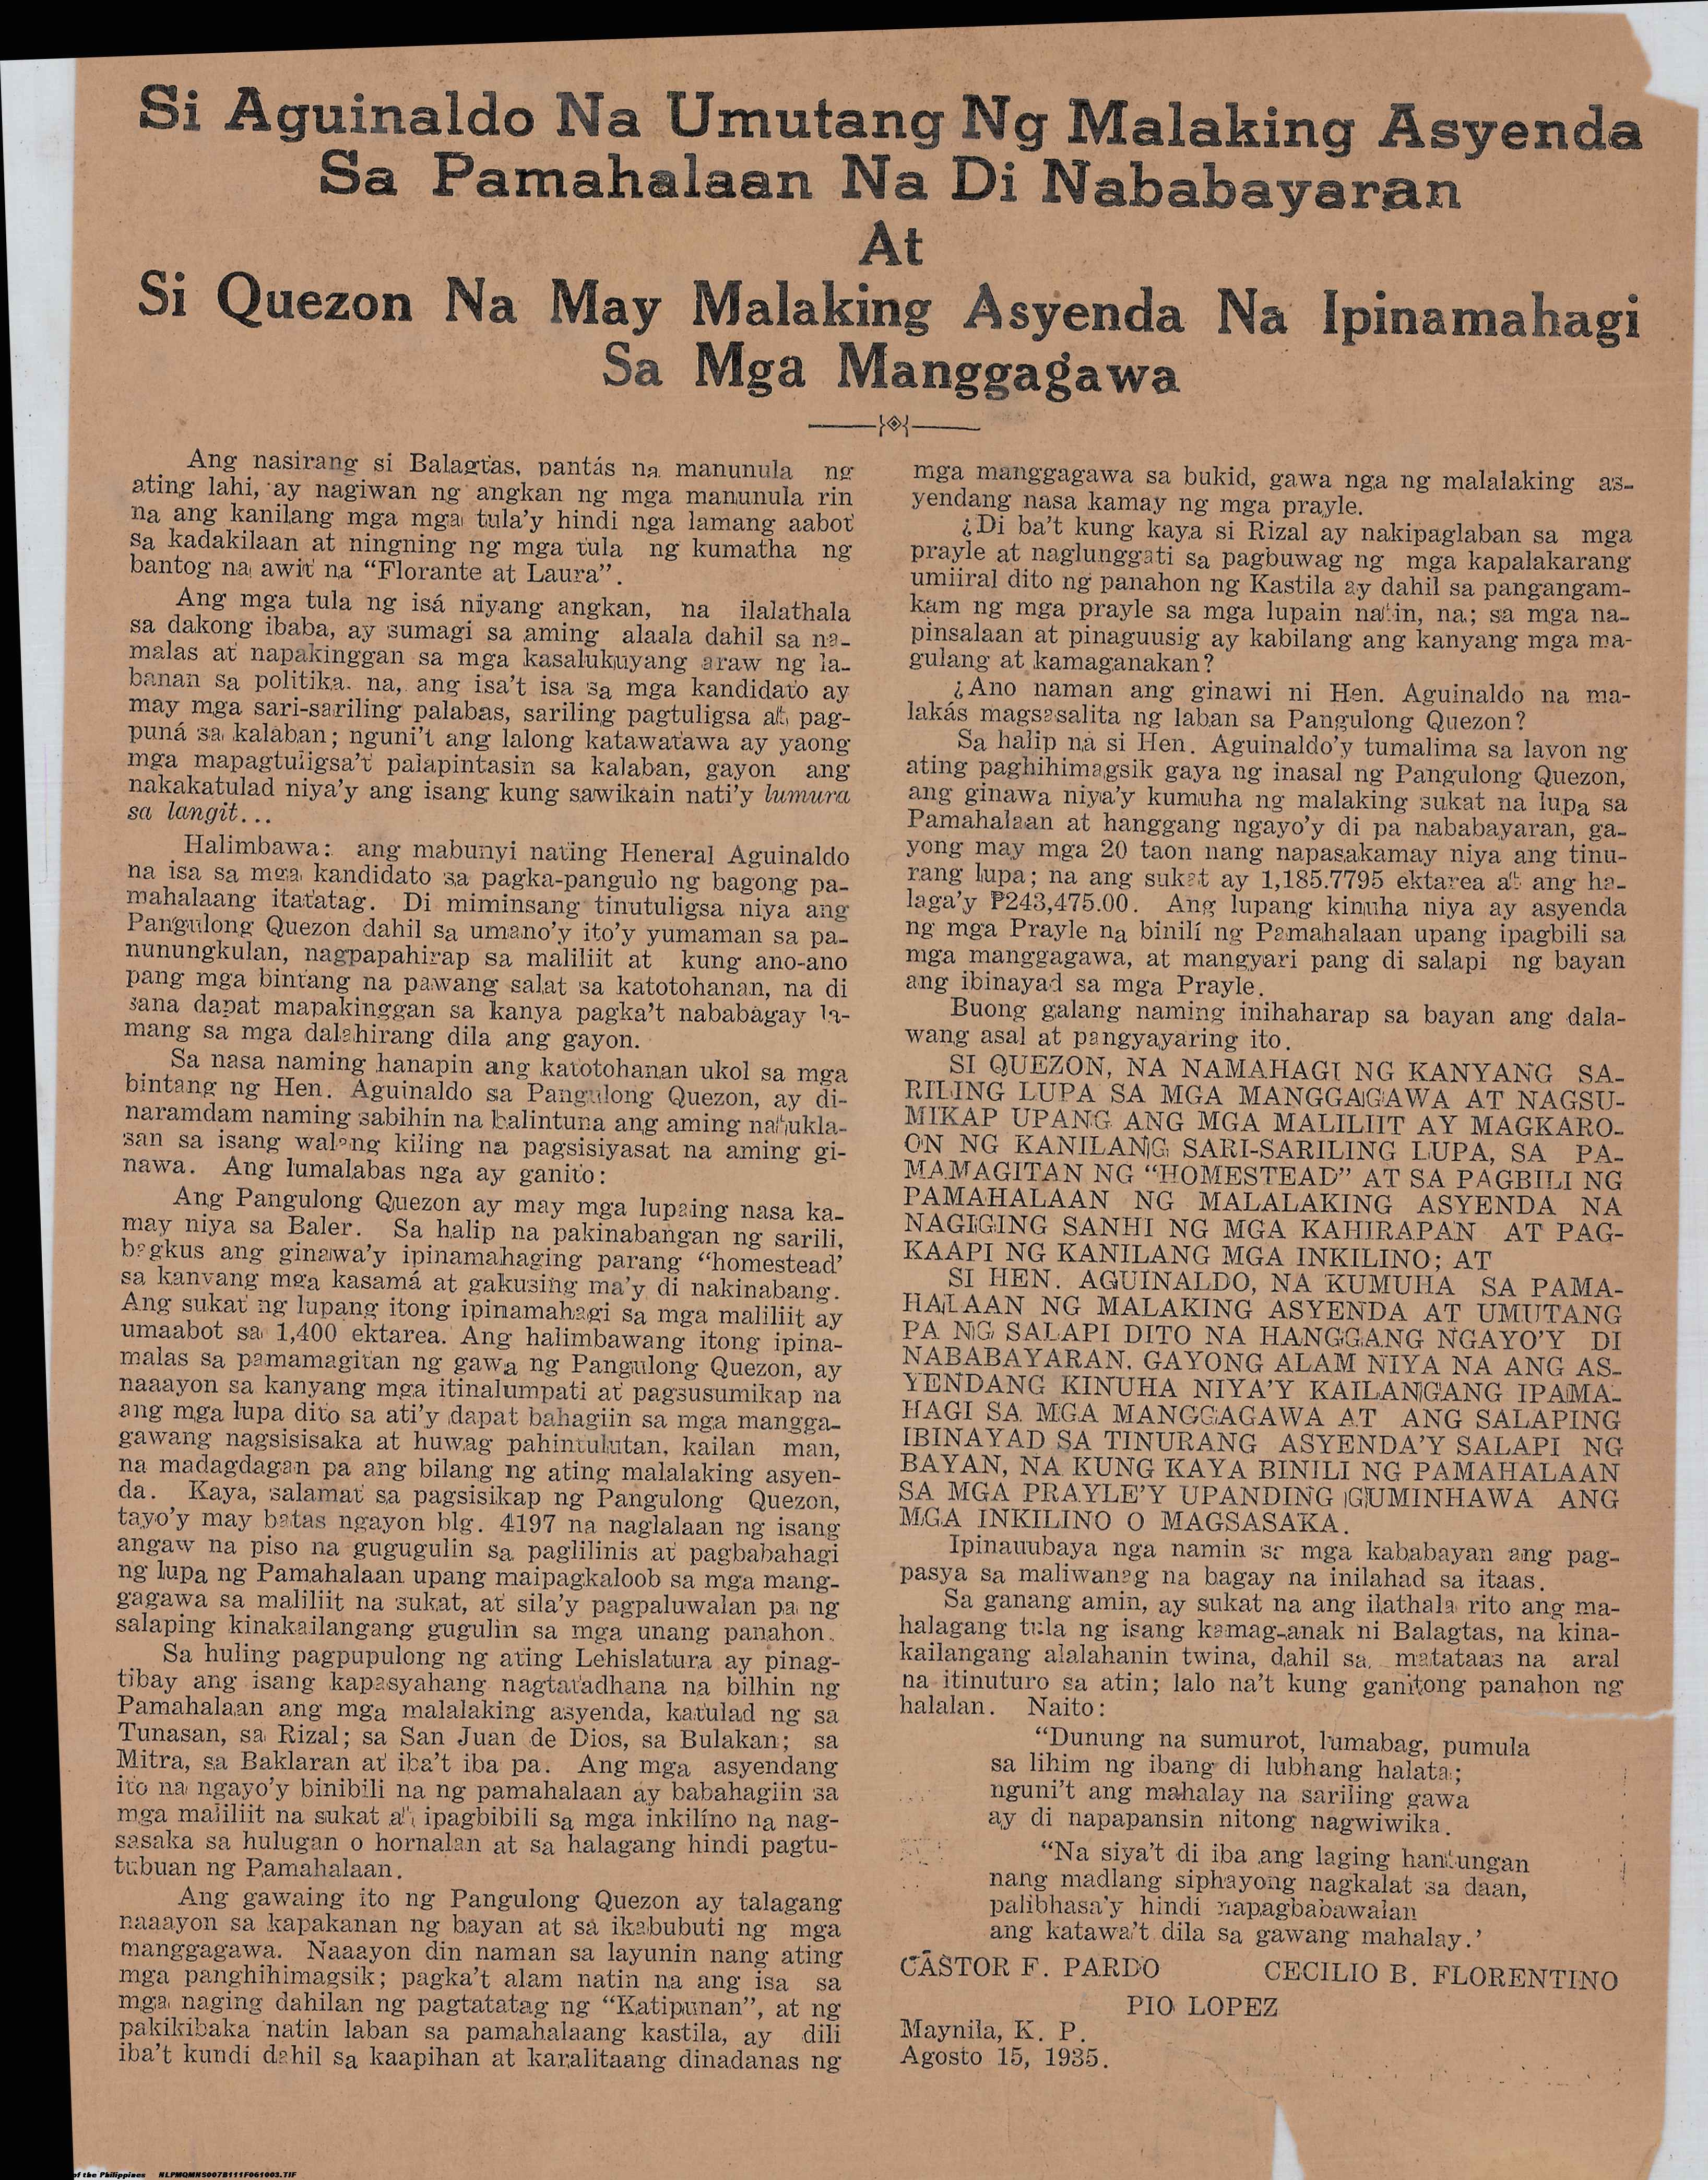 Si Aguinaldo Na Umutang Ng Malaking Asyenda
Sa Pamahalaan Na Di Nababayaran
At
Si Quezon Na May Malaking Asyenda Na Ipinamahagi
Sa Mga Manggagawa
Ang nasirang si Balagtas, pantás na manunula ng
ating lahi, ay nagiwan ng angkan ng mga manunula rin
na ang kanilang mga mga tula'y hindi nga lamang aabot
sa kadakilaan at ningning ng mga tula ng kumatha ng
bantog na awit na “Florante at Laura”.
Ang mga tula ng isá niyang angkan, na ilalathala
sa dakong ibaba, ay sumagi sa aming alaala dahil sa na-
malas at napakinggan sa mga kasalukuyang araw ng la-
banan sa politika, na, ang isa't isa sa mga kandidato ay
may mga sari-sariling palabas, sariling pagtuligsa at pag-
puná sa kalaban; nguni't ang lalong katawatawa ay yaong
mga mapagtuligsa't palapintasin sa kalaban, gayon ang
nakakatulad niya'y ang isang kung sawikain nati'y lumura
sa langit...
Halimbawa: ang mabunyi nating Heneral Aguinaldo
na isa sa mga kandidato sa pagka-pangulo ng bagong pa-
mahalaang itatatag. Di miminsang tinutuligsa niya ang
Pangulong Quezon dahil sa umano'y ito'y yumaman sa pa-
nunungkulan, nagpapahirap sa maliliit at kung ano-ano
pang mga bintang na pawang salat sa katotohanan, na di
sana dapat mapakinggan sa kanya pagka't nababagay la-
mang sa mga dalahirang dila ang gayon.
Sa nasa naming hanapin ang katotohanan ukol sa mga
bintang ng Hen. Aguinaldo sa Pangulong Quezon, ay di-
naramdam naming sabihin na balintuna ang aming natukla-
san sa isang walang kiling na pagsisiyasat na aming gi-
nawa. Ang lumalabas nga ay ganito:
Ang Pangulong Quezon ay may mga lupaing nasa ka-
may niya sa Baler. Sa halip na pakinabangan ng sarili,
bagkus ang ginawa'y ipinamahaging parang “homestead’
sa kanyang mga kasamá at gakusing ma'y di nakinabang.
Ang sukat ng lupang itong ipinamahagi sa mga maliliit ay
umaabot sa 1,400 ektarea. Ang halimbawang itong ipina-
malas sa pamamagitan ng gawa ng Pangulong Quezon, ay
naaayon sa kanyang mga itinalumpati at pagsusumikap na
ang mga lupa dito sa ati'y dapat bahagiin sa mga mangga-
gawang nagsisisaka at huwag pahintulutan, kailan man,
na madagdagan pa ang bilang ng ating malalaking asyen-
da. Kaya, salamat sa pagsisikap ng Pangulong Quezon,
tayo'y may batas ngayon blg. 4197 na naglalaan ng isang
angaw na piso na gugugulin sa paglilinis at pagbabahagi
ng lupa ng Pamahalaan upang maipagkaloob sa mga mang-
gagawa sa maliliit na sukat, at sila'y pagpaluwalan pa ng
salaping kinakailangang gugulin sa mga unang panahon.
Sa huling pagpupulong ng ating Lehislatura ay pinag-
tibay ang isang kapasyahang nagtatadhana na bilhin ng
Pamahalaan ang mga malalaking asyenda, katulad ng sa
Tunasan, sa Rizal; sa San Juan de Dios, sa Bulakan; sa
Mitra, sa Baklaran at iba't iba pa. Ang mga asyendang
ito na ngayo'y binibili na ng pamahalaan ay babahagiin sa
mga maliliit na sukat at ipagbibili sa mga inkilíno na nag-
sasaka sa hulugan o hornalan at sa halagang hindi pagtu-
tubuan ng Pamahalaan.
Ang gawaing ito ng Pangulong Quezon ay talagang
naaayon sa kapakanan ng bayan at sa ikabubuti ng mga
manggagawa. Naaayon din naman sa layunin nang ating
mga panghihimagsik; pagka't alam natin na ang isa sa
mga naging dahilan ng pagtatatag ng “Katipunan”, at ng
pakikibaka natin laban sa pamahalaang kastila, ay dili
iba't kundi dahil sa kaapihan at karalitaang dinadanas ng
mga manggagawa sa bukid, gawa nga ng malalaking as-
yendang nasa kamay ng mga prayle.
¿Di ba't kung kaya si Rizal ay nakipaglaban sa mga
prayle at naglunggati sa pagbuwag ng mga kapalakarang
umiiral dito ng panahon ng Kastila ay dahil sa pangangam-
kam ng mga prayle sa mga lupain natin, na; sa mga na-
pinsalaan at pinaguusig ay kabilang ang kanyang mga ma-
gulang at kamaganakan?
¿Ano naman ang ginawi ni Hen. Aguinaldo na ma-
lakás magsasalita ng laban sa Pangulong Quezon?
Sa halip na si Hen. Aguinaldo'y tumalima sa layon ng
ating paghihimagsik gaya ng inasal ng Pangulong Quezon,
ang ginawa niya'y kumuha ng malaking sukat na lupa sa
Pamahalaan at hanggang ngayo'y di pa nababayaran, ga-
yong may mga 20 taon nang napasakamay niya ang tinu-
rang lupa; na ang sukat ay 1,185.7795 ektarea at ang ha-
laga'y ₱243,475.00. Ang lupang kinuha niya ay asyenda
ng mga Prayle na binilí ng Pamahalaan upang ipagbili sa
mga manggagawa, at mangyari pang di salapi ng bayan
ang ibinayad sa mga Prayle.
Buong galang naming inihaharap sa bayan ang dala-
wang asal at pangyayaring ito.
SI QUEZON, NA NAMAHAGI NG KANYANG SA-
RILING LUPA SA MGA MANGGAGAWA AT NAGSU-
MIKAP UPANG ANG MGA MALILIIT AY MAGKARO-
ON NG KANILANG SARI-SARILING LUPA, SA PA-
MAMAGITAN NG “HOMESTEAD” AT SA PAGBILI NG
PAMAHALAAN NG MALALAKING ASYENDA NA
NAGIGING SANHI NG MGA KAHIRAPAN AT PAG-
KAAPI NG KANILANG MGA INKILINO; AT
SI HEN. AGUINALDO, NA KUMUHA SA PAMA-
HALAAN NG MALAKING ASYENDA AT UMUTANG
PA NG SALAPI DITO NA HANGGANG NGAYO'Y DI
NABABAYARAN, GAYONG ALAM NIYA NA ANG AS-
YENDANG KINUHA NIYA'Y KAILANGANG IPAMA-
HAGI SA MGA MANGGAGAWA AT ANG SALAPING
IBINAYAD SA TINURANG ASYENDA'Y SALAPI NG
BAYAN, NA KUNG KAYA BINILI NG PAMAHALAAN
SA MGA PRAYLE'Y UPANDING GUMINHAWA ANG
MGA INKILINO O MAGSASAKA.
Ipinauubaya nga namin sa mga kababayan ang pag-
pasya sa maliwanag na bagay na inilahad sa itaas.
Sa ganang amin, ay sukat na ang ilathala rito ang ma-
halagang tula ng isang kamag-anak ni Balagtas, na kina-
kailangang alalahanin twina, dahil sa matataas na aral
na itinuturo sa atin; lalo na't kung ganitong panahon ng
halalan. Naito:
“Dunung na sumurot, lumabag, pumula
sa lihim ng ibang di lubhang halata;
nguni't ang mahalay na sariling gawa
ay di napapansin nitong nagwiwika.
“Na siya't di iba ang laging hantungan
nang madlang siphayong nagkalat sa daan,
palibhasa'y hindi napagbabawalan
ang katawa't dila sa gawang mahalay.’
CASTOR F. PARDO CECILIO B. FLORENTINO
PIO LOPEZ
Maynila, K. P.
Agosto 15, 1935.
of the Philippines NLPMQMNS007B111F061003.TIF